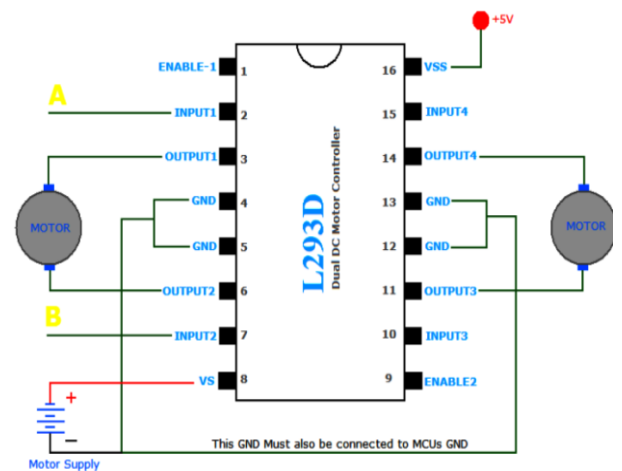 +5V
ENABLE-1 1 16 VSS
A
INPUT1 2 15 INPUT4
OUTPUT1 3 14 OUTPUT4
GND 4 13 GND
MOTOR
L293D
Dual DC Motor Controller
MOTOR
GND 5 12 GND
OUTPUT2 6 11 OUTPUT3
B
INPUT2 7 10 INPUT3
VS 8 9 ENABLE2
+
−
This GND Must also be connected to MCUs GND
Motor Supply